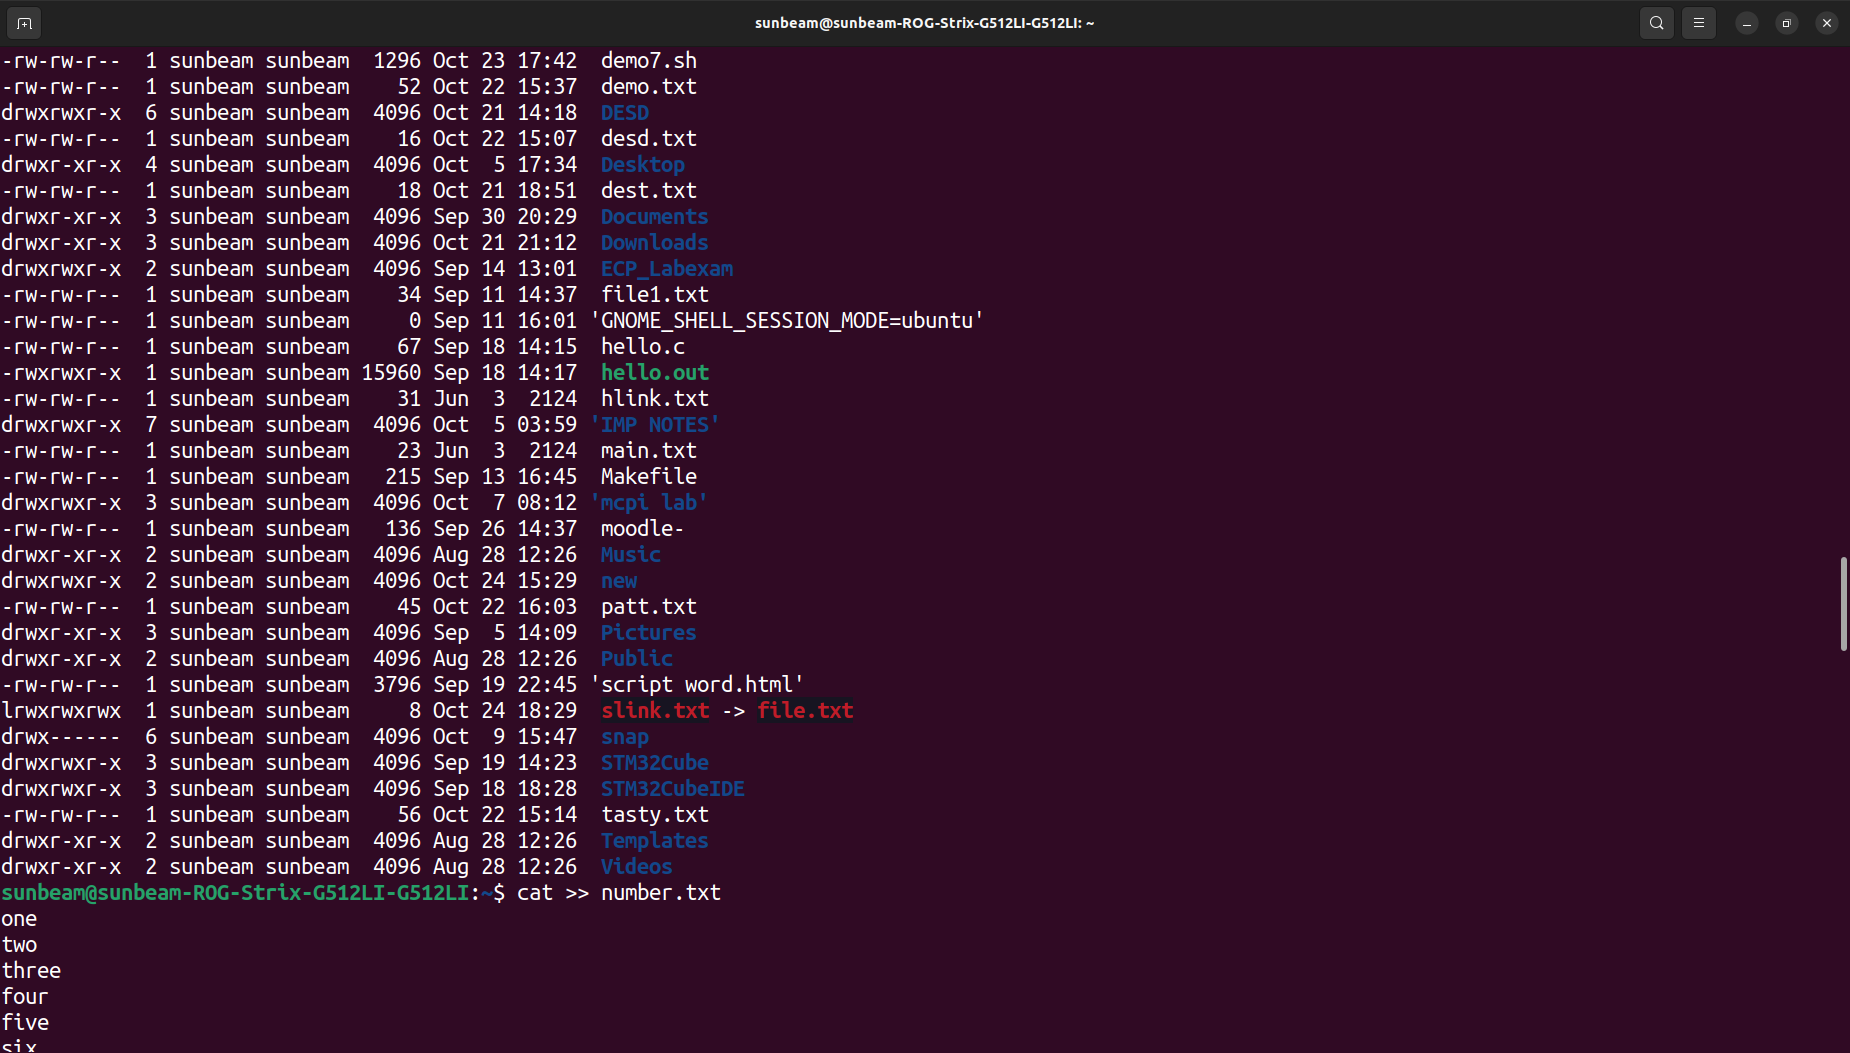 sunbeam@sunbeam-ROG-Strix-G512LI-G512LI: ~
-rw-rw-r--  1 sunbeam sunbeam  1296 Oct 23 17:42  demo7.sh
-rw-rw-r--  1 sunbeam sunbeam    52 Oct 22 15:37  demo.txt
drwxrwxr-x  6 sunbeam sunbeam  4096 Oct 21 14:18  DESD
-rw-rw-r--  1 sunbeam sunbeam    16 Oct 22 15:07  desd.txt
drwxr-xr-x  4 sunbeam sunbeam  4096 Oct  5 17:34  Desktop
-rw-rw-r--  1 sunbeam sunbeam    18 Oct 21 18:51  dest.txt
drwxr-xr-x  3 sunbeam sunbeam  4096 Sep 30 20:29  Documents
drwxr-xr-x  3 sunbeam sunbeam  4096 Oct 21 21:12  Downloads
drwxrwxr-x  2 sunbeam sunbeam  4096 Sep 14 13:01  ECP_Labexam
-rw-rw-r--  1 sunbeam sunbeam    34 Sep 11 14:37  file1.txt
-rw-rw-r--  1 sunbeam sunbeam     0 Sep 11 16:01 'GNOME_SHELL_SESSION_MODE=ubuntu'
-rw-rw-r--  1 sunbeam sunbeam    67 Sep 18 14:15  hello.c
-rwxrwxr-x  1 sunbeam sunbeam 15960 Sep 18 14:17  hello.out
-rw-rw-r--  1 sunbeam sunbeam    31 Jun  3  2124  hlink.txt
drwxrwxr-x  7 sunbeam sunbeam  4096 Oct  5 03:59 'IMP NOTES'
-rw-rw-r--  1 sunbeam sunbeam    23 Jun  3  2124  main.txt
-rw-rw-r--  1 sunbeam sunbeam   215 Sep 13 16:45  Makefile
drwxrwxr-x  3 sunbeam sunbeam  4096 Oct  7 08:12 'mcpi lab'
-rw-rw-r--  1 sunbeam sunbeam   136 Sep 26 14:37  moodle-
drwxr-xr-x  2 sunbeam sunbeam  4096 Aug 28 12:26  Music
drwxrwxr-x  2 sunbeam sunbeam  4096 Oct 24 15:29  new
-rw-rw-r--  1 sunbeam sunbeam    45 Oct 22 16:03  patt.txt
drwxr-xr-x  3 sunbeam sunbeam  4096 Sep  5 14:09  Pictures
drwxr-xr-x  2 sunbeam sunbeam  4096 Aug 28 12:26  Public
-rw-rw-r--  1 sunbeam sunbeam  3796 Sep 19 22:45 'script word.html'
lrwxrwxrwx  1 sunbeam sunbeam     8 Oct 24 18:29  slink.txt -> file.txt
drwx------  6 sunbeam sunbeam  4096 Oct  9 15:47  snap
drwxrwxr-x  3 sunbeam sunbeam  4096 Sep 19 14:23  STM32Cube
drwxrwxr-x  3 sunbeam sunbeam  4096 Sep 18 18:28  STM32CubeIDE
-rw-rw-r--  1 sunbeam sunbeam    56 Oct 22 15:14  tasty.txt
drwxr-xr-x  2 sunbeam sunbeam  4096 Aug 28 12:26  Templates
drwxr-xr-x  2 sunbeam sunbeam  4096 Aug 28 12:26  Videos
sunbeam@sunbeam-ROG-Strix-G512LI-G512LI:~$ cat >> number.txt
one
two
three
four
five
six